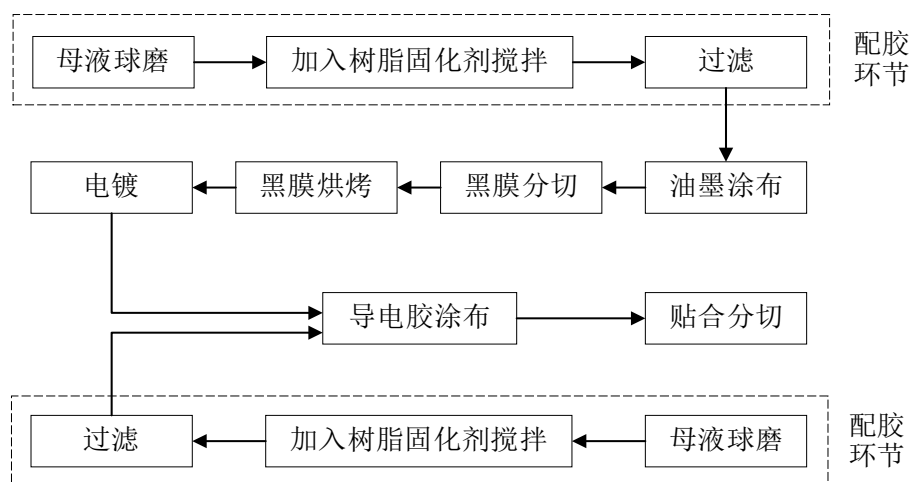 母液球磨
加入树脂固化剂搅拌
过滤
配胶
环节
电镀
黑膜烘烤
黑膜分切
油墨涂布
导电胶涂布
贴合分切
过滤
加入树脂固化剂搅拌
母液球磨
配胶
环节